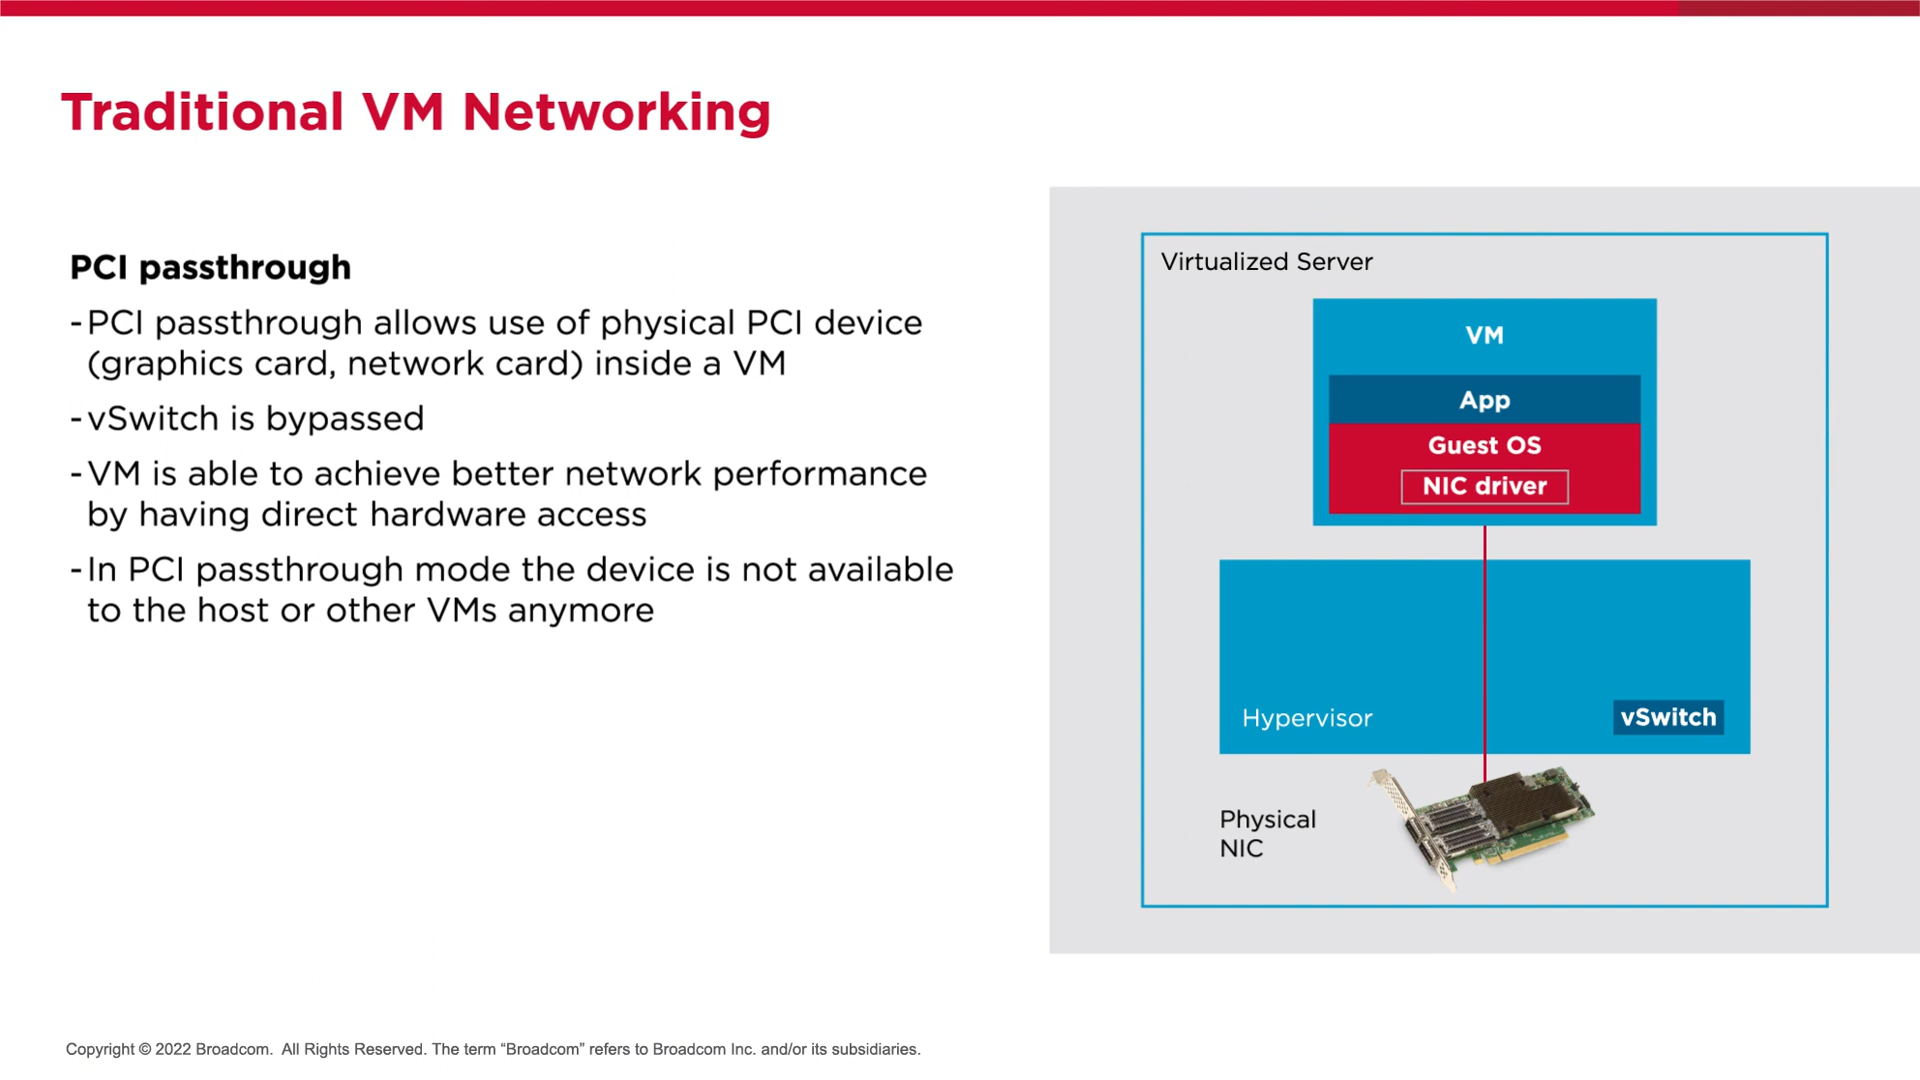 Traditional VM Networking
PCI passthrough
-PCI passthrough allows use of physical PCI device
(graphics card, network card) inside a VM
-vSwitch is bypassed
-VM is able to achieve better network performance
by having direct hardware access
-In PCI passthrough mode the device is not available
to the host or other VMs anymore
Virtualized Server
VM
App
Guest OS
NIC driver
Hypervisor
vSwitch
Physical
NIC
Copyright © 2022 Broadcom.  All Rights Reserved. The term “Broadcom” refers to Broadcom Inc. and/or its subsidiaries.